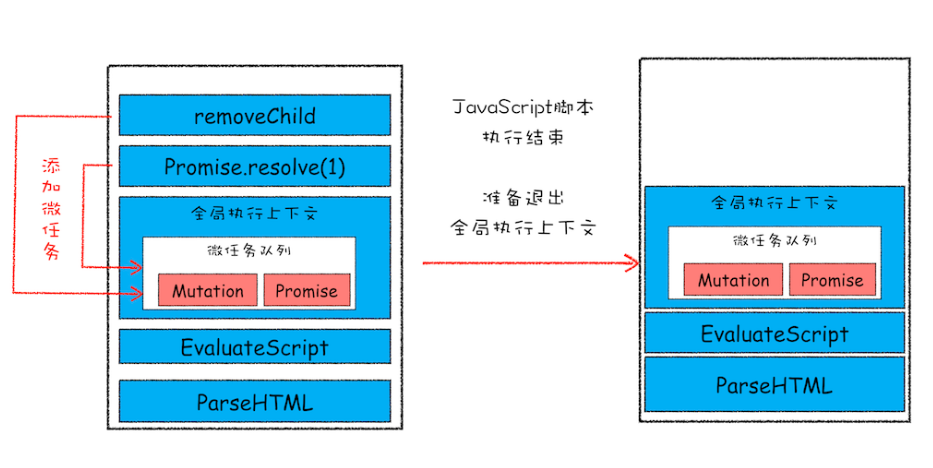 removeChild
Promise.resolve(1)
添加微任务
全局执行上下文
微任务队列
Mutation
Promise
EvaluateScript
ParseHTML
JavaScript脚本
执行结束
准备退出
全局执行上下文
全局执行上下文
微任务队列
Mutation
Promise
EvaluateScript
ParseHTML